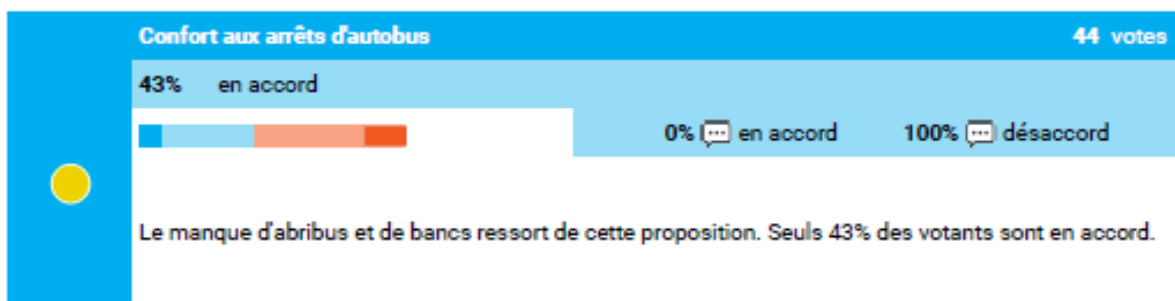 Confort aux arrêts d'autobus 44 votes
43% en accord
0% en accord 100% désaccord
Le manque d'abribus et de bancs ressort de cette proposition. Seuls 43% des votants sont en accord.